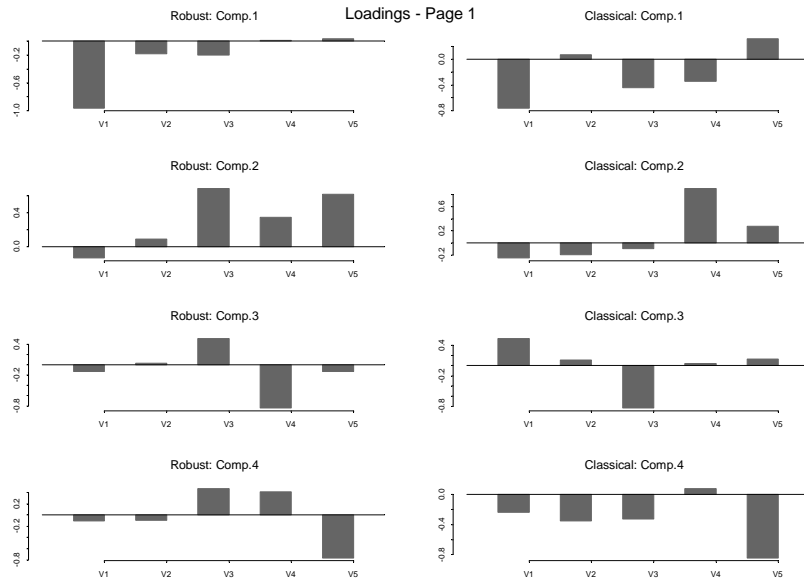 Loadings - Page 1
Robust: Comp.1
-1.0 -0.6 -0.2
V1 V2 V3 V4 V5
Classical: Comp.1
-0.8 -0.4 0.0
V1 V2 V3 V4 V5
Robust: Comp.2
0.0 0.4
V1 V2 V3 V4 V5
Classical: Comp.2
-0.2 0.2 0.6
V1 V2 V3 V4 V5
Robust: Comp.3
-0.8 -0.2 0.4
V1 V2 V3 V4 V5
Classical: Comp.3
-0.8 -0.2 0.4
V1 V2 V3 V4 V5
Robust: Comp.4
-0.8 -0.2 0.2
V1 V2 V3 V4 V5
Classical: Comp.4
-0.8 -0.4 0.0
V1 V2 V3 V4 V5